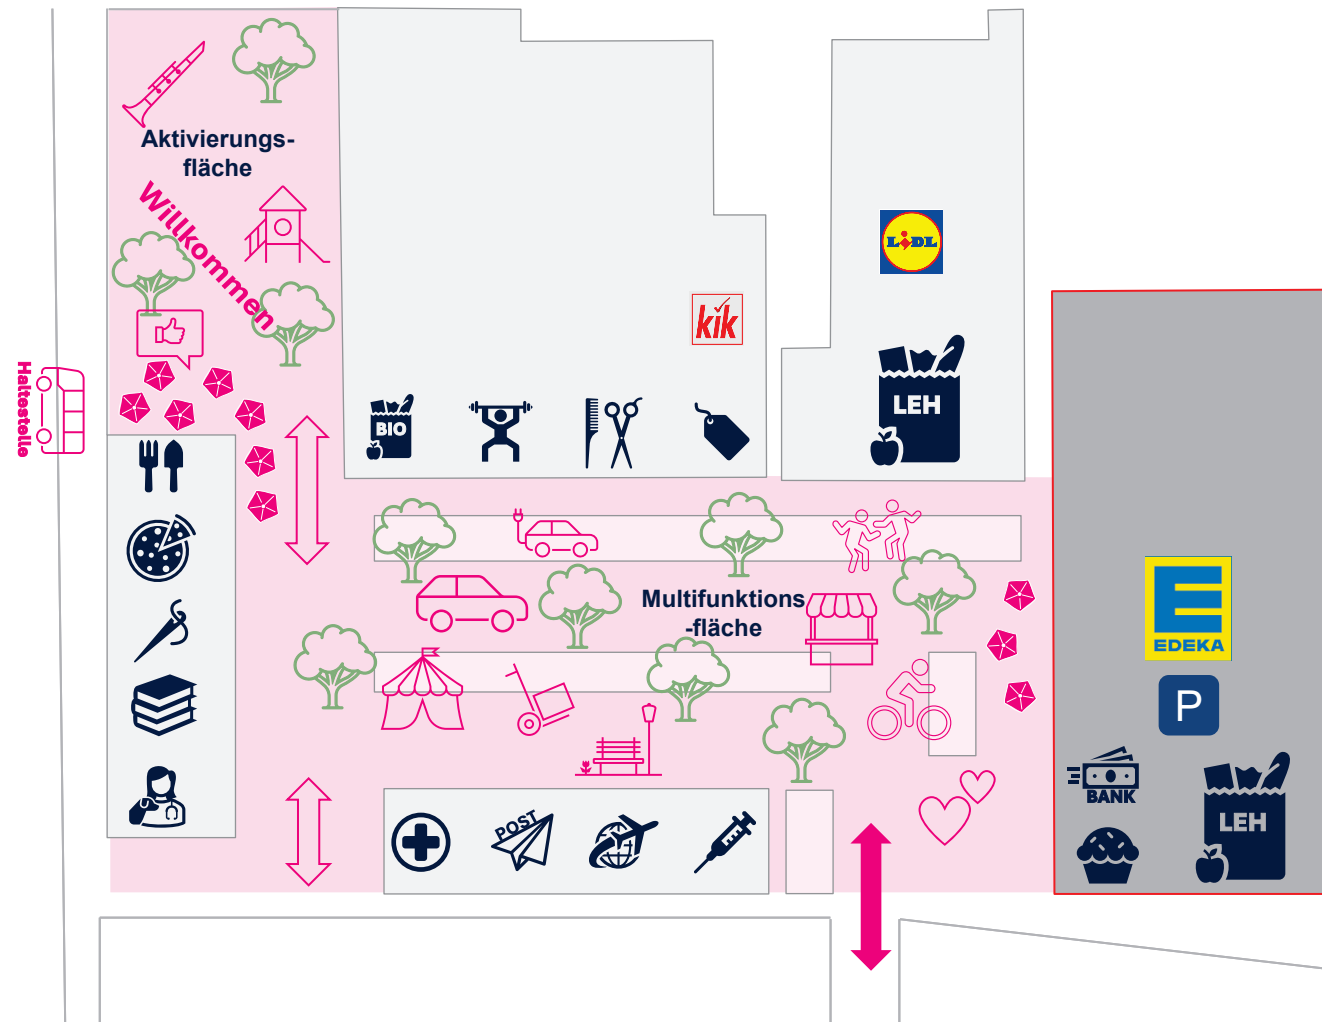 Aktivierungs-
fläche
Willkommen
Haltestelle
LIDL
kik
BIO
LEH
Multifunktions
-fläche
EDEKA
P
BANK
LEH
POST